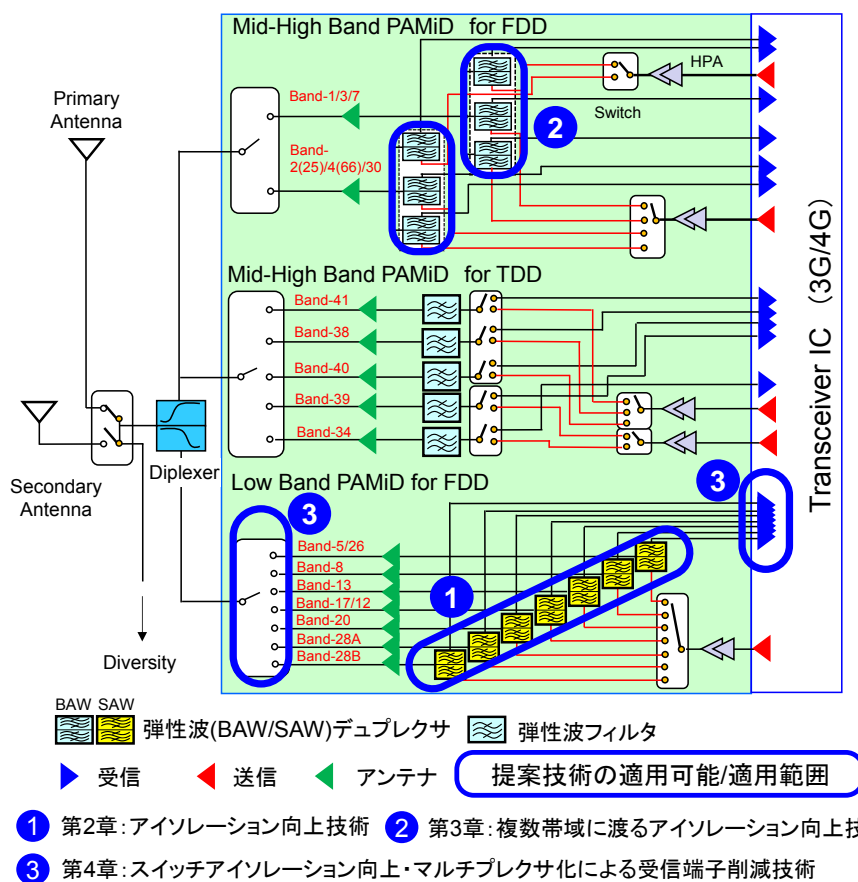 Mid-High Band PAMiD for FDD
HPA
Primary
Antenna
Band-1/3/7
Switch
2
Band-
2(25)/4(66)/30
Mid-High Band PAMiD for TDD
Band-41
Band-38
Band-40
Band-39
Band-34
Diplexer
Secondary
Antenna
Low Band PAMiD for FDD
3
3
Band-5/26
Band-8
Band-13
Band-17/12
Band-20
Band-28A
Band-28B
1
Diversity
Transceiver IC (3G/4G)
BAW SAW
弾性波(BAW/SAW)デュプレクサ
弾性波フィルタ
受信
送信
アンテナ
提案技術の適用可能/適用範囲
1 第2章:アイソレーション向上技術
2 第3章:複数帯域に渡るアイソレーション向上技
3 第4章:スイッチアイソレーション向上・マルチプレクサ化による受信端子削減技術